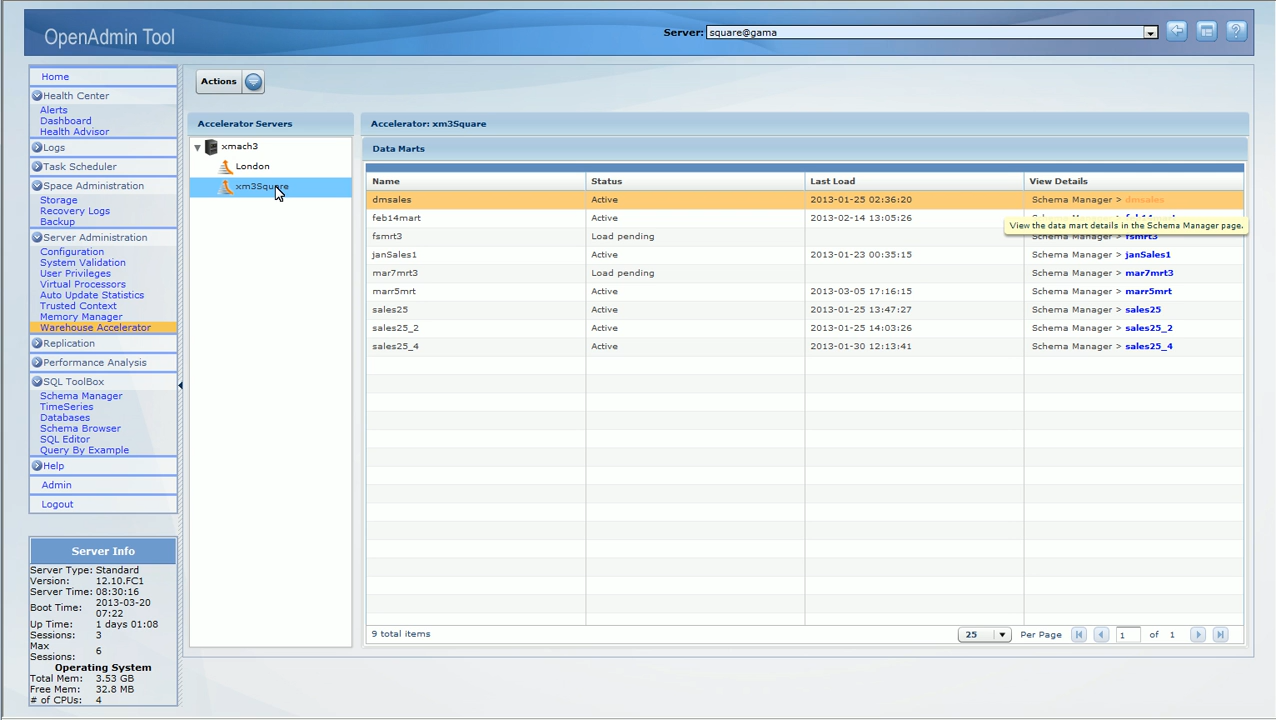 OpenAdmin Tool
Server: square@gama
Home
Health Center
Alerts
Dashboard
Health Advisor
Logs
Task Scheduler
Space Administration
Storage
Recovery Logs
Backup
Server Administration
Configuration
System Validation
User Privileges
Virtual Processors
Auto Update Statistics
Trusted Context
Memory Manager
Warehouse Accelerator
Replication
Performance Analysis
SQL ToolBox
Schema Manager
TimeSeries
Databases
Schema Browser
SQL Editor
Query By Example
Help
Admin
Logout
Server Info
Server Type: Standard
Version: 12.10.FC1
Server Time: 08:30:16
Boot Time: 2013-03-20 07:22
Up Time: 1 days 01:08
Sessions: 3
Max Sessions: 6
Operating System
Total Mem: 3.53 GB
Free Mem: 32.8 MB
# of CPUs: 4
Actions
Accelerator Servers
xmach3
London
xm3Square
Accelerator: xm3Square
Data Marts
Name Status Last Load View Details
dmsales Active 2013-01-25 02:36:20 Schema Manager > dmsales
feb14mart Active 2013-02-14 13:05:26
View the data mart details in the Schema Manager page.
fsmrt3 Load pending Schema Manager > fsmrt3
janSales1 Active 2013-01-23 00:35:15 Schema Manager > janSales1
mar7mrt3 Load pending Schema Manager > mar7mrt3
marr5mrt Active 2013-03-05 17:16:15 Schema Manager > marr5mrt
sales25 Active 2013-01-25 13:47:27 Schema Manager > sales25
sales25_2 Active 2013-01-25 14:03:26 Schema Manager > sales25_2
sales25_4 Active 2013-01-30 12:13:41 Schema Manager > sales25_4
9 total items
25 Per Page 1 of 1